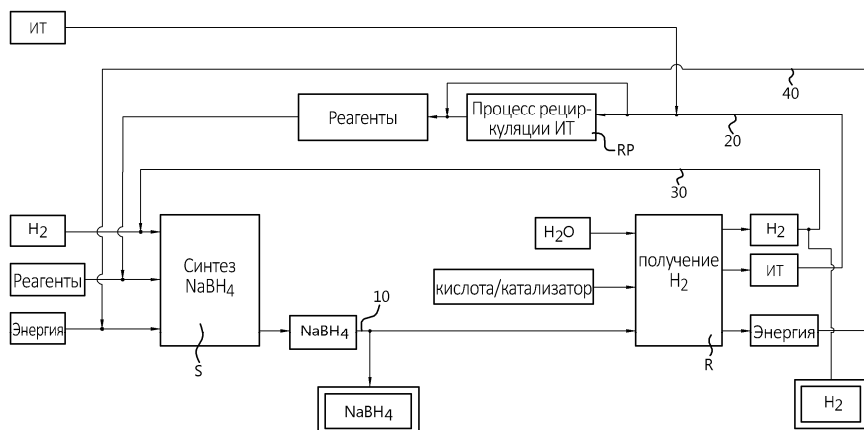 ИТ
40
Реагенты
Процесс рецир-
куляции ИТ
20
RP
30
H2
Реагенты
Энергия
Синтез
NaBH4
S
NaBH4
10
NaBH4
H2O
кислота/катализатор
получение
H2
R
H2
ИТ
Энергия
H2